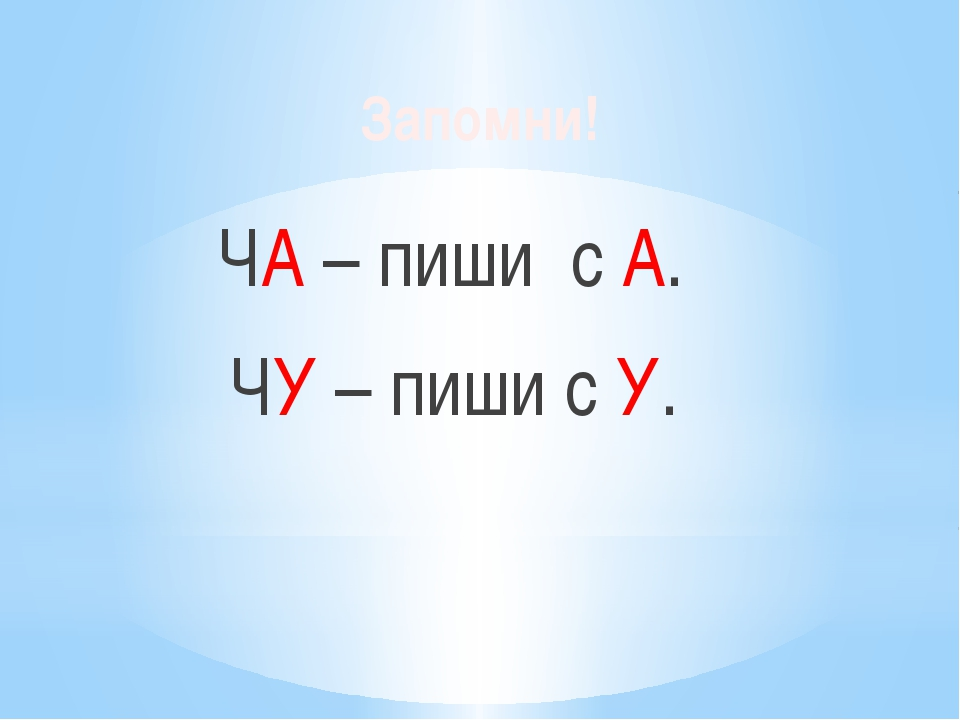 Запомни!
ЧА – пиши с А.
ЧУ – пиши с У.